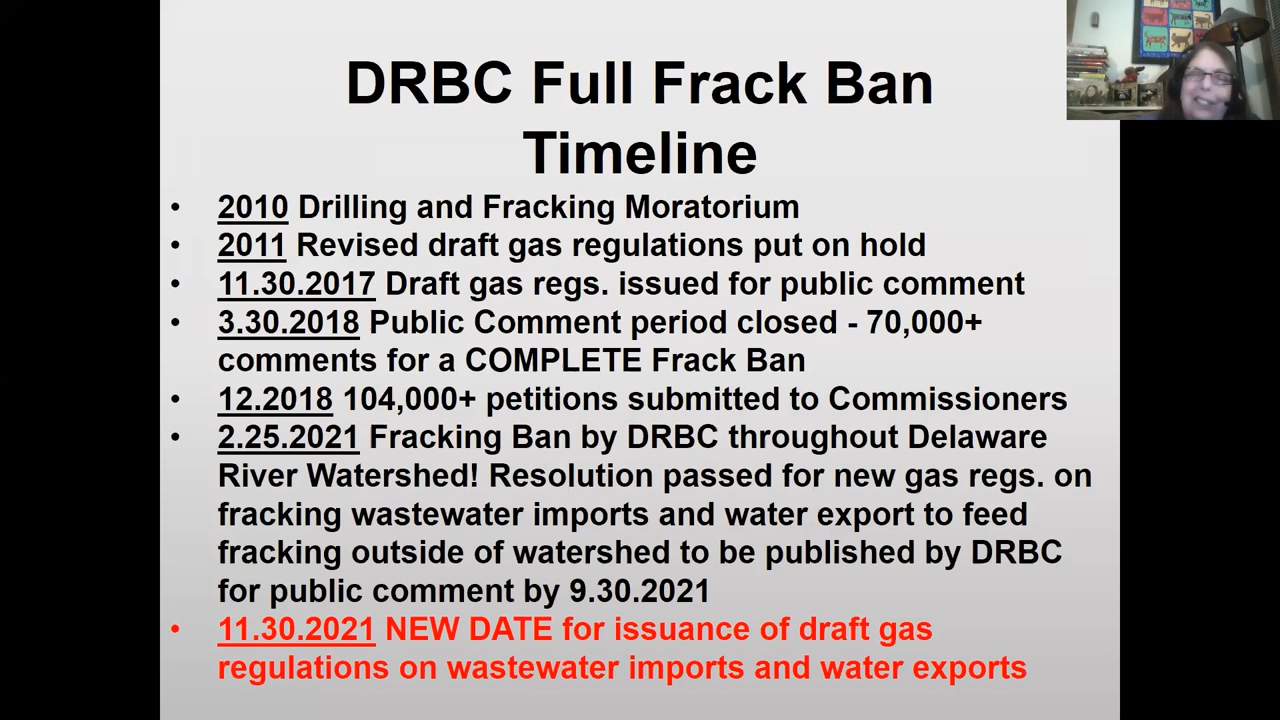 DRBC Full Frack Ban
Timeline
• 2010 Drilling and Fracking Moratorium
• 2011 Revised draft gas regulations put on hold
• 11.30.2017 Draft gas regs. issued for public comment
• 3.30.2018 Public Comment period closed - 70,000+
comments for a COMPLETE Frack Ban
• 12.2018 104,000+ petitions submitted to Commissioners
• 2.25.2021 Fracking Ban by DRBC throughout Delaware
River Watershed! Resolution passed for new gas regs. on
fracking wastewater imports and water export to feed
fracking outside of watershed to be published by DRBC
for public comment by 9.30.2021
• 11.30.2021 NEW DATE for issuance of draft gas
regulations on wastewater imports and water exports